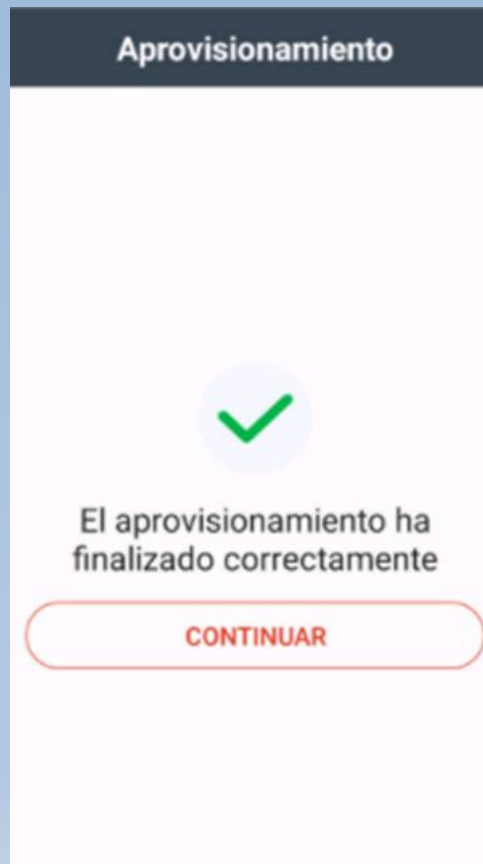 Aprovisionamiento
El aprovisionamiento ha
finalizado correctamente
CONTINUAR